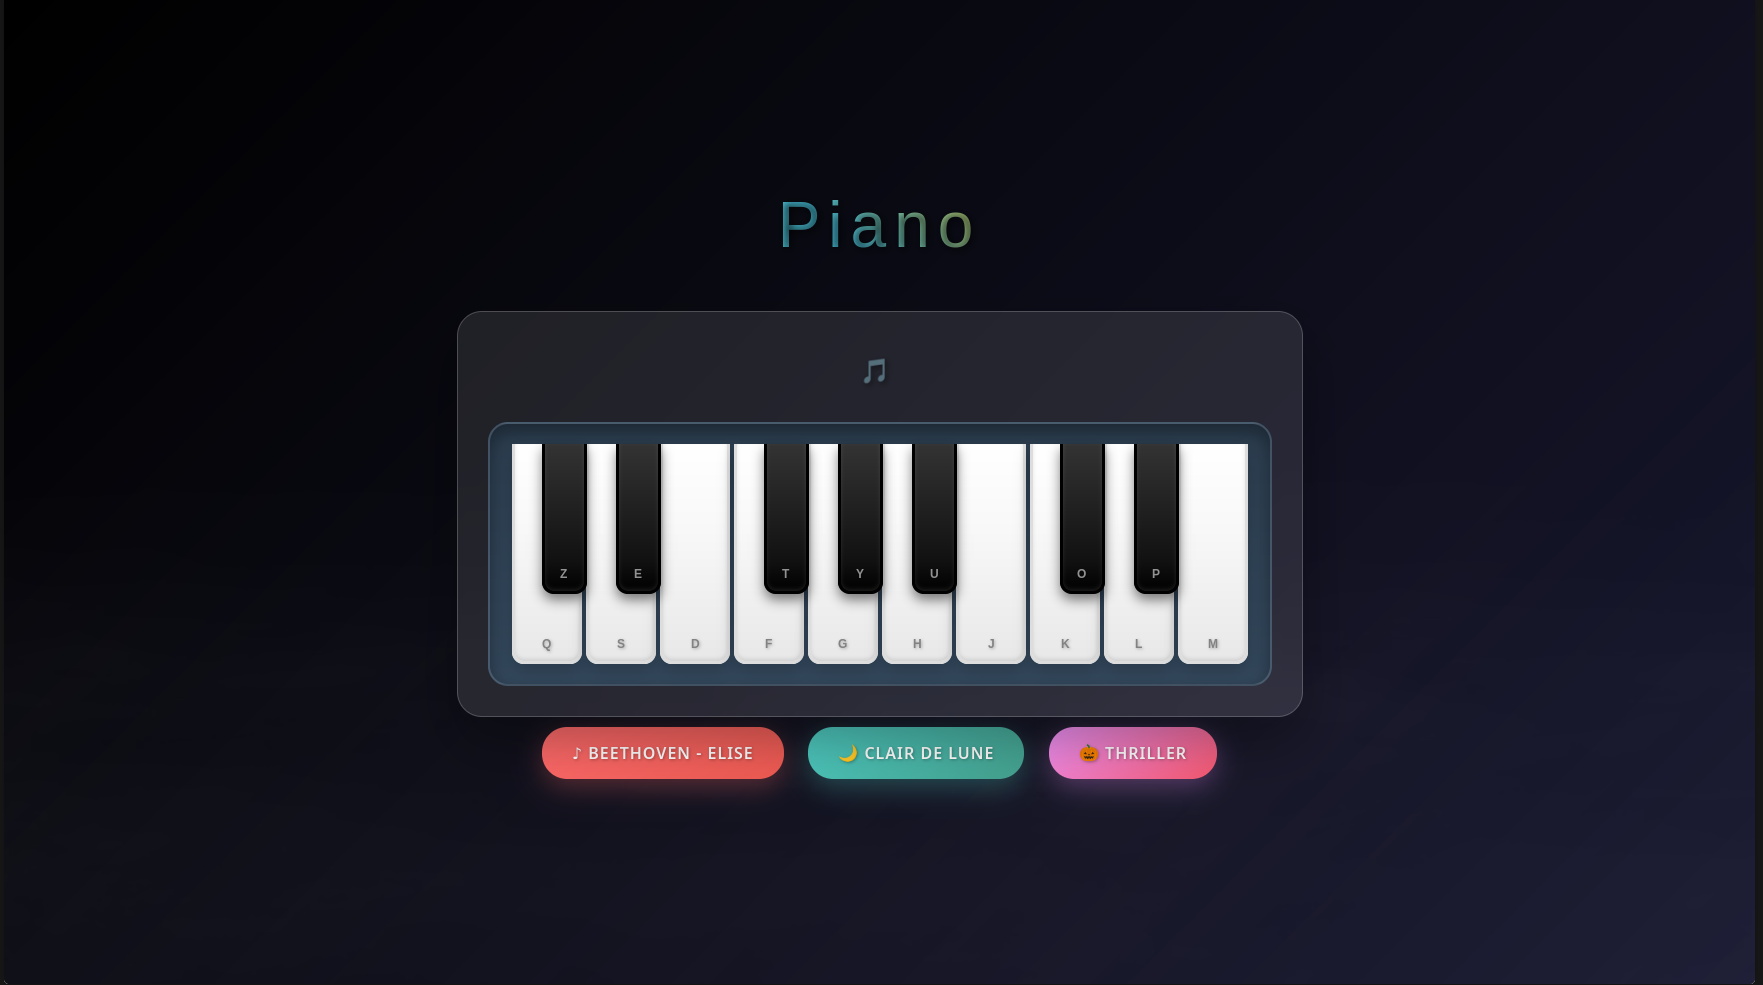 Piano
🎵
Z E T Y U O P
Q S D F G H J K L M
♪ BEETHOVEN - ELISE 🌙 CLAIR DE LUNE 🎃 THRILLER